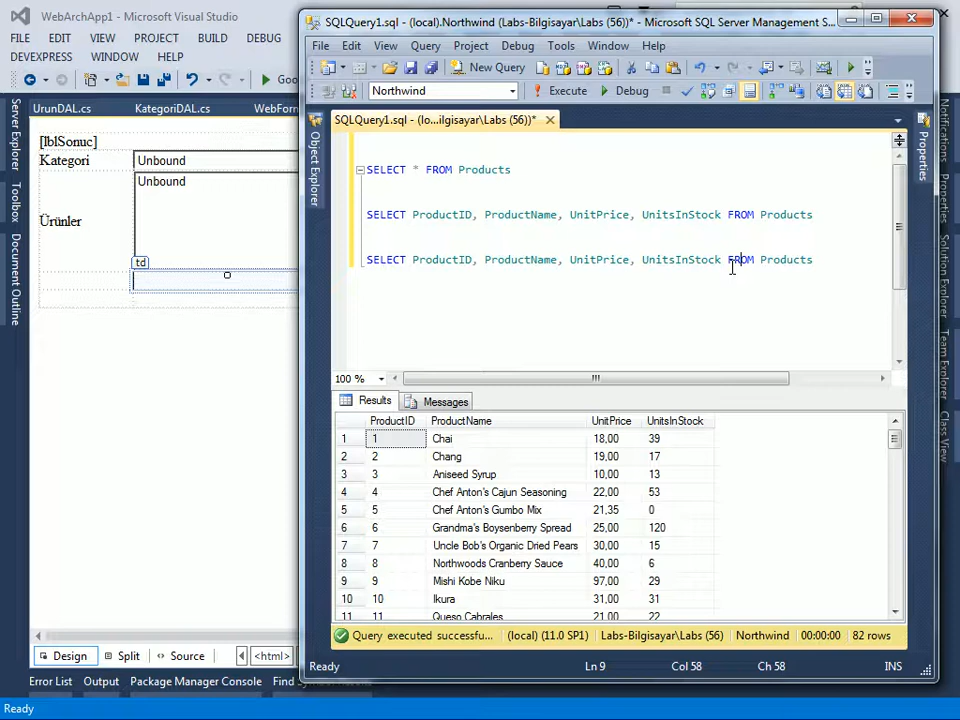 WebArchApp1 - Microsoft Visual Studio
FILE EDIT VIEW PROJECT BUILD DEBUG
DEVEXPRESS WINDOW HELP
UrunDAL.cs KategoriDAL.cs
Server Explorer
Toolbox
Document Outline
[lblSonuc]
Kategori Unbound
Unbound
Ürünler
td
Design Split Source <html>
Error List Output Package Manager Console
Ready
SQLQuery1.sql - (local).Northwind (Labs-Bilgisayar\Labs (56))* - Microsoft SQL Server Management S...
File Edit View Query Project Debug Tools Window Help
New Query
Northwind Execute Debug
SQLQuery1.sql - (lo...ilgisayar\Labs (56))*
Object Explorer
Properties
SELECT * FROM Products
SELECT ProductID, ProductName, UnitPrice, UnitsInStock FROM Products
SELECT ProductID, ProductName, UnitPrice, UnitsInStock FROM Products
100 %
Results Messages
ProductID ProductName UnitPrice UnitsInStock
1 1 Chai 18,00 39
2 2 Chang 19,00 17
3 3 Aniseed Syrup 10,00 13
4 4 Chef Anton's Cajun Seasoning 22,00 53
5 5 Chef Anton's Gumbo Mix 21,35 0
6 6 Grandma's Boysenberry Spread 25,00 120
7 7 Uncle Bob's Organic Dried Pears 30,00 15
8 8 Northwoods Cranberry Sauce 40,00 6
9 9 Mishi Kobe Niku 97,00 29
10 10 Ikura 31,00 31
11 11 Queso Cabrales 21,00 22
Query executed successfu... (local) (11.0 SP1) Labs-Bilgisayar\Labs (56) Northwind 00:00:00 82 rows
Ready Ln 9 Col 58 Ch 58 INS
Notifications
Solution Explorer
Team Explorer
Class View